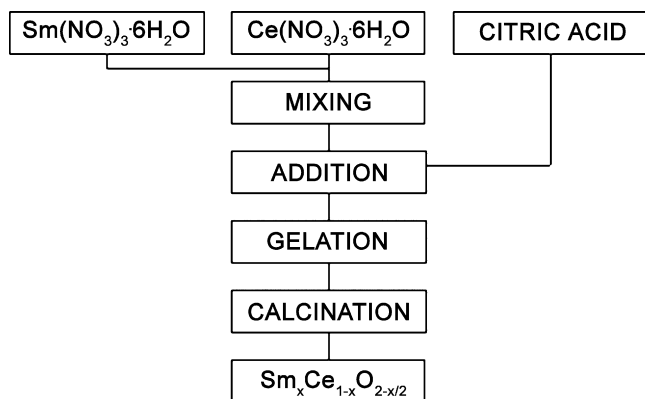 Sm(NO₃)₃·6H₂O
Ce(NO₃)₃·6H₂O
CITRIC ACID
MIXING
ADDITION
GELATION
CALCINATION
SmₓCe₁₋ₓO₂₋ₓ/₂